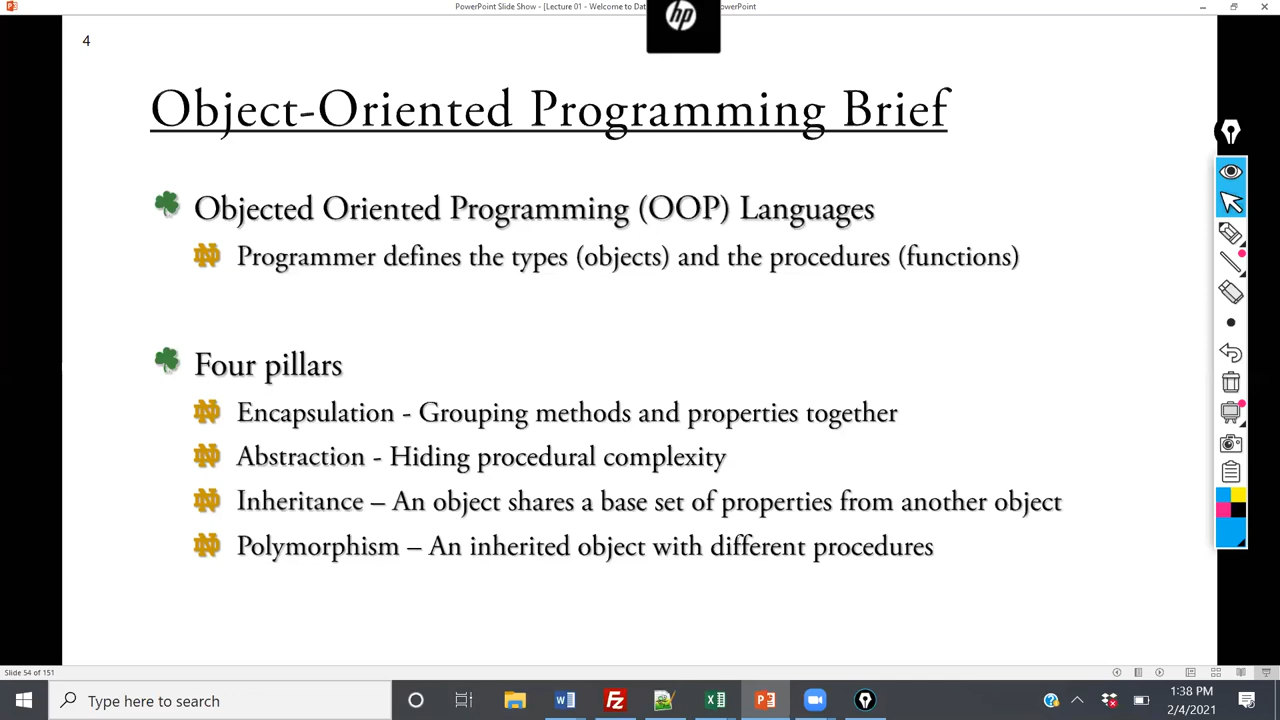 PowerPoint Slide Show - [Lecture 01 - Welcome to Dat
owerPoint
hp
4
Object-Oriented Programming Brief
Objected Oriented Programming (OOP) Languages
Programmer defines the types (objects) and the procedures (functions)
Four pillars
Encapsulation - Grouping methods and properties together
Abstraction - Hiding procedural complexity
Inheritance – An object shares a base set of properties from another object
Polymorphism – An inherited object with different procedures
Slide 54 of 151
Type here to search
1:38 PM
2/4/2021